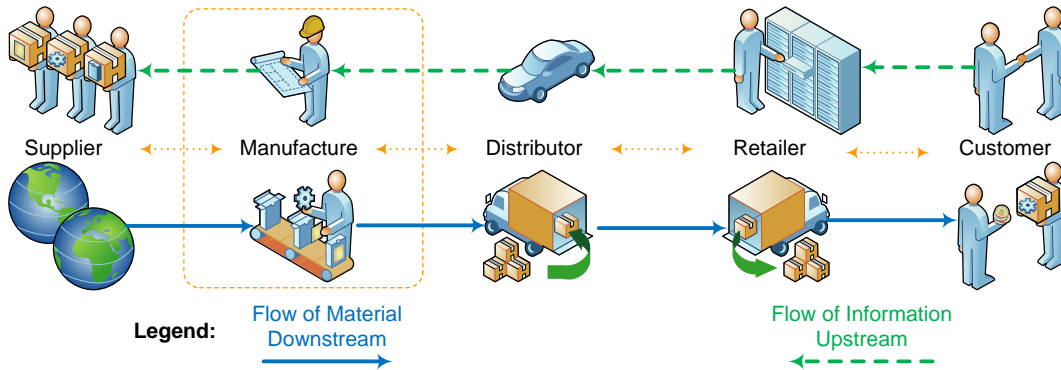 Supplier
Manufacture
Distributor
Retailer
Customer
Legend:
Flow of Material
Downstream
Flow of Information
Upstream